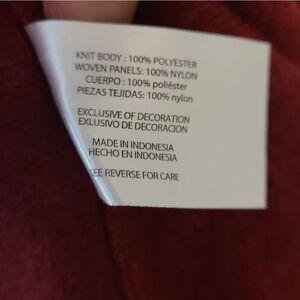 KNIT BODY : 100% POLYESTER
WOVEN PANELS: 100% NYLON
CUERPO : 100% poliéster
PIEZAS TEJIDAS: 100% nylon
EXCLUSIVE OF DECORATION
EXLUSIVO DE DECORACION
MADE IN INDONESIA
HECHO EN INDONESIA
SEE REVERSE FOR CARE